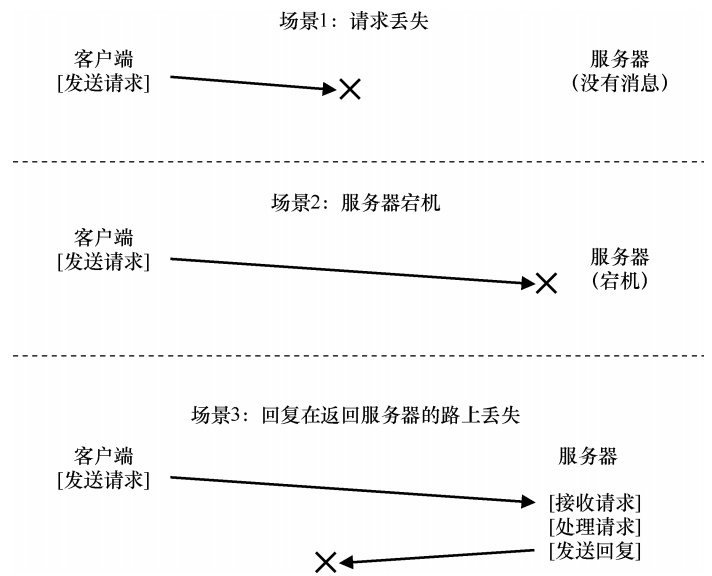 场景1：请求丢失
客户端
[发送请求]
服务器
（没有消息）
场景2：服务器宕机
客户端
[发送请求]
服务器
（宕机）
场景3：回复在返回服务器的路上丢失
客户端
[发送请求]
服务器
[接收请求]
[处理请求]
[发送回复]